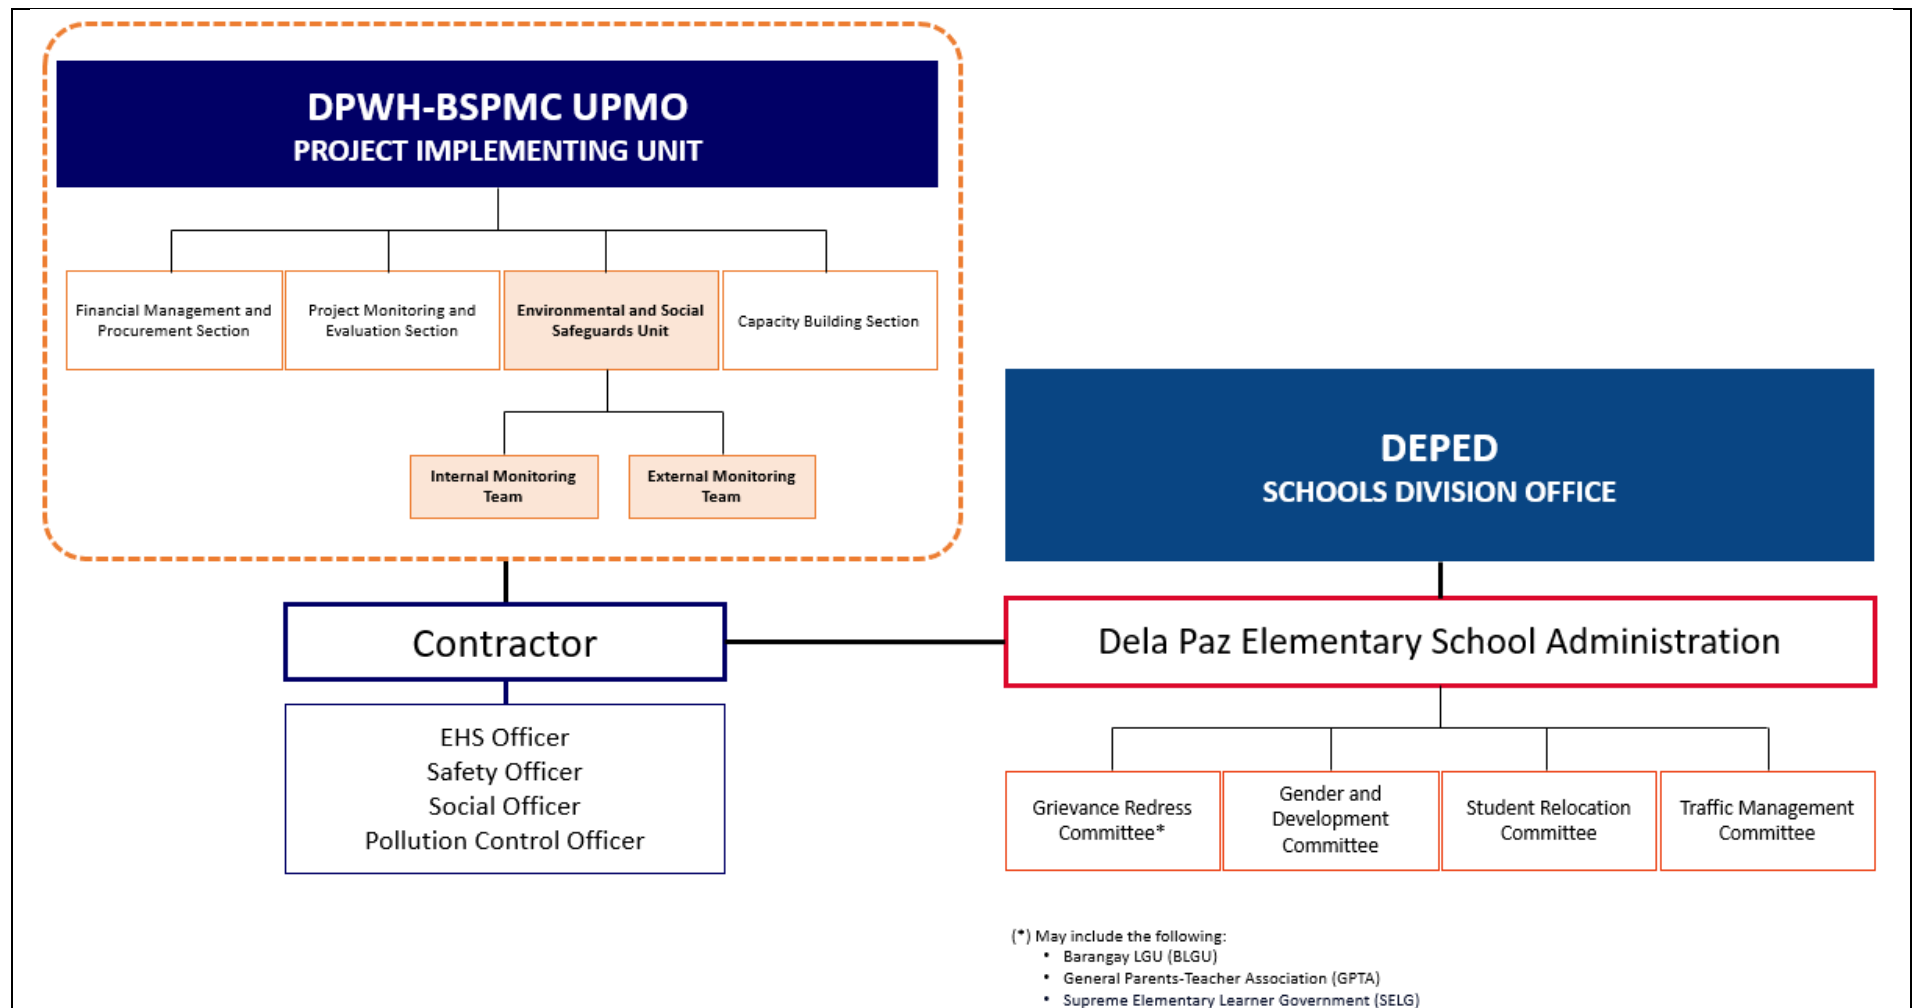 DPWH-BSPMC UPMO
PROJECT IMPLEMENTING UNIT
Financial Management and
Procurement Section
Project Monitoring and
Evaluation Section
Environmental and Social
Safeguards Unit
Capacity Building Section
Internal Monitoring
Team
External Monitoring
Team
DEPED
SCHOOLS DIVISION OFFICE
Contractor
Dela Paz Elementary School Administration
EHS Officer
Safety Officer
Social Officer
Pollution Control Officer
Grievance Redress
Committee*
Gender and
Development
Committee
Student Relocation
Committee
Traffic Management
Committee
(*) May include the following:
• Barangay LGU (BLGU)
• General Parents-Teacher Association (GPTA)
• Supreme Elementary Learner Government (SELG)